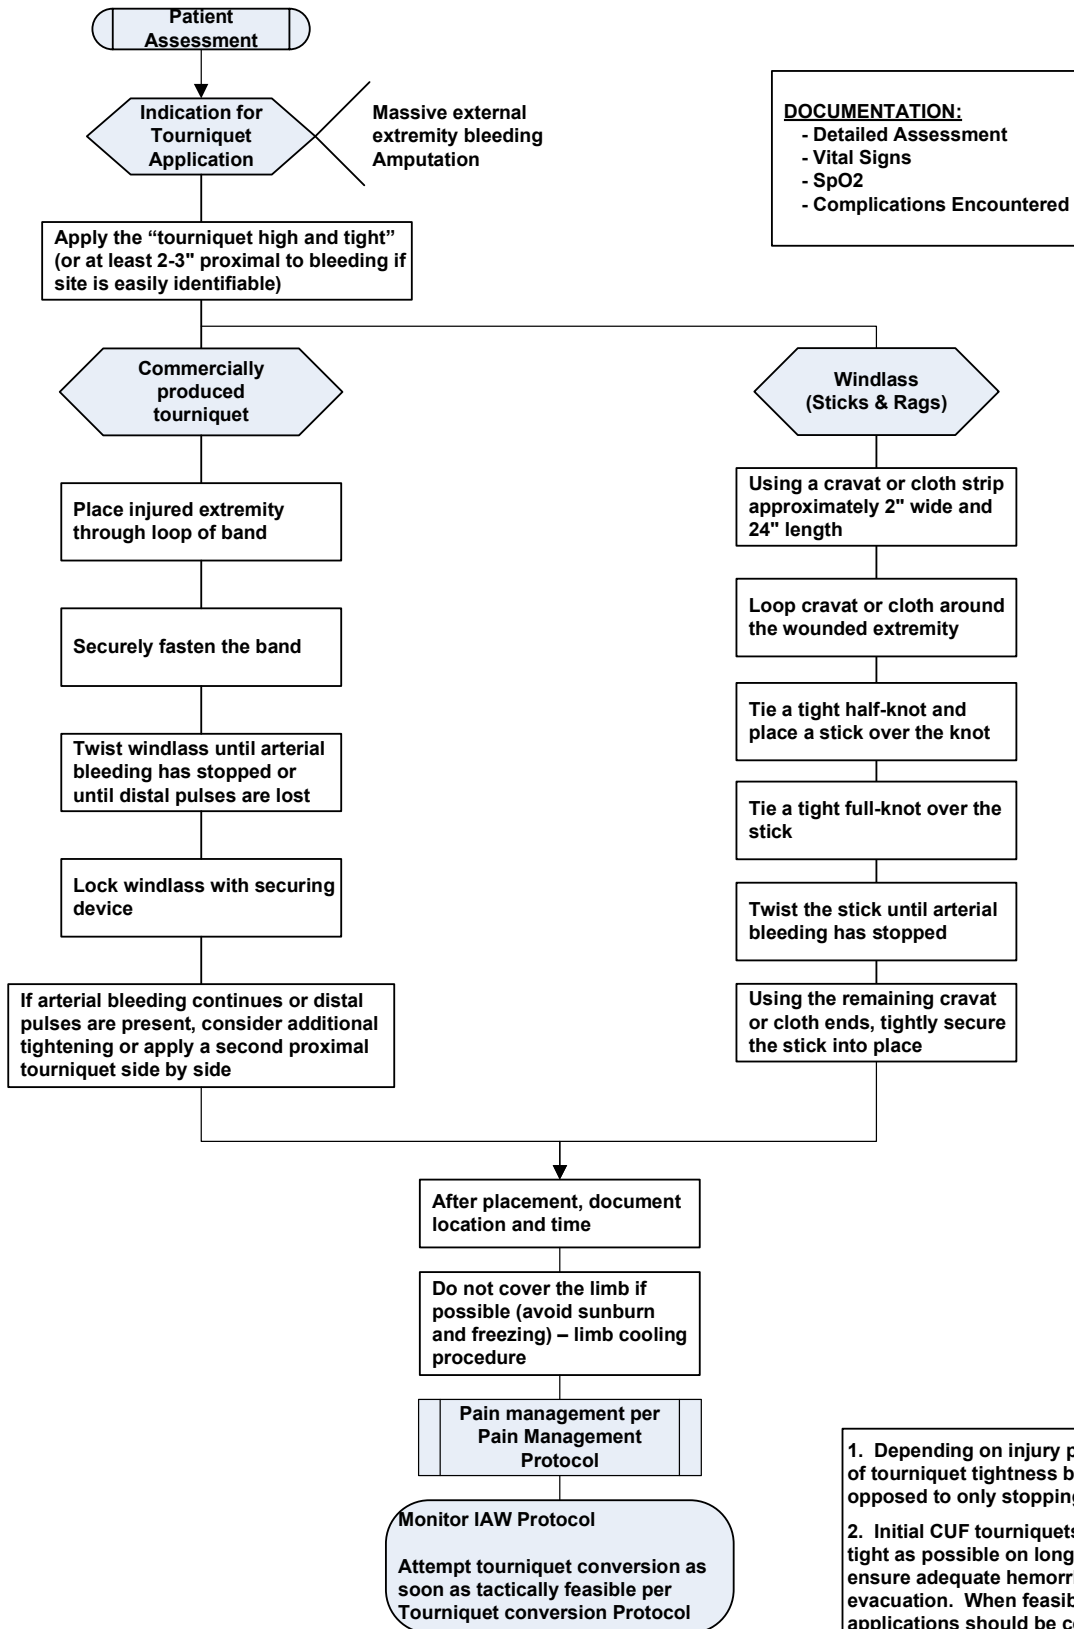 Patient
Assessment
Indication for
Tourniquet
Application
Massive external
extremity bleeding
Amputation
DOCUMENTATION:
- Detailed Assessment
- Vital Signs
- SpO2
- Complications Encountered
Apply the “tourniquet high and tight”
(or at least 2-3" proximal to bleeding if
site is easily identifiable)
Commercially
produced
tourniquet
Place injured extremity
through loop of band
Securely fasten the band
Twist windlass until arterial
bleeding has stopped or
until distal pulses are lost
Lock windlass with securing
device
If arterial bleeding continues or distal
pulses are present, consider additional
tightening or apply a second proximal
tourniquet side by side
Windlass
(Sticks & Rags)
Using a cravat or cloth strip
approximately 2" wide and
24" length
Loop cravat or cloth around
the wounded extremity
Tie a tight half-knot and
place a stick over the knot
Tie a tight full-knot over the
stick
Twist the stick until arterial
bleeding has stopped
Using the remaining cravat
or cloth ends, tightly secure
the stick into place
After placement, document
location and time
Do not cover the limb if
possible (avoid sunburn
and freezing) – limb cooling
procedure
Pain management per
Pain Management
Protocol
Monitor IAW Protocol
Attempt tourniquet conversion as
soon as tactically feasible per
Tourniquet conversion Protocol
1. Depending on injury
of tourniquet tightness
opposed to only stopping
2. Initial CUF tourniquets
tight as possible on long
ensure adequate
evacuation. When
applications should be